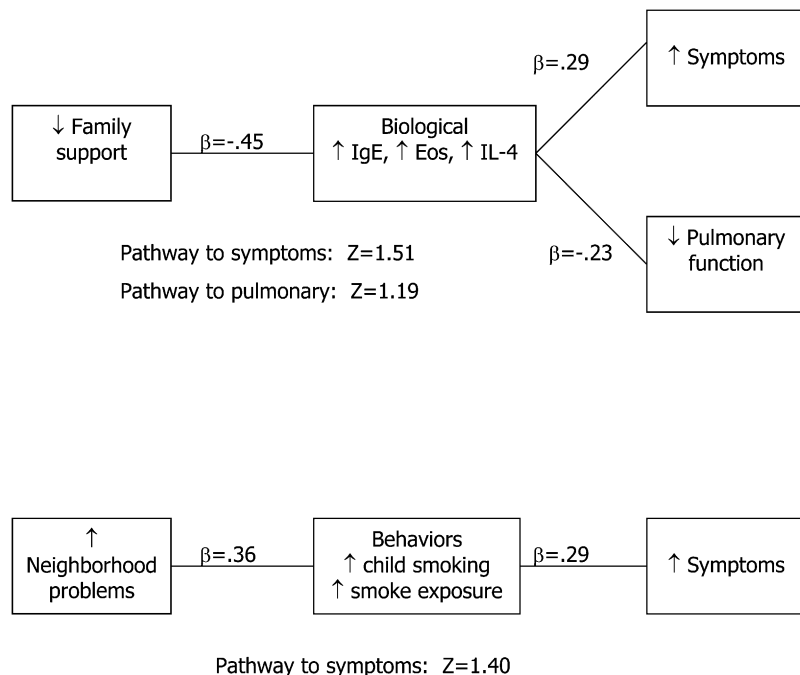 ↑ Symptoms
β=.29
↓ Family
support
β=-.45
Biological
↑ IgE, ↑ Eos, ↑ IL-4
↓ Pulmonary
function
β=-.23
Pathway to symptoms: Z=1.51
Pathway to pulmonary: Z=1.19
↑
Neighborhood
problems
β=.36
Behaviors
↑ child smoking
↑ smoke exposure
β=.29
↑ Symptoms
Pathway to symptoms: Z=1.40